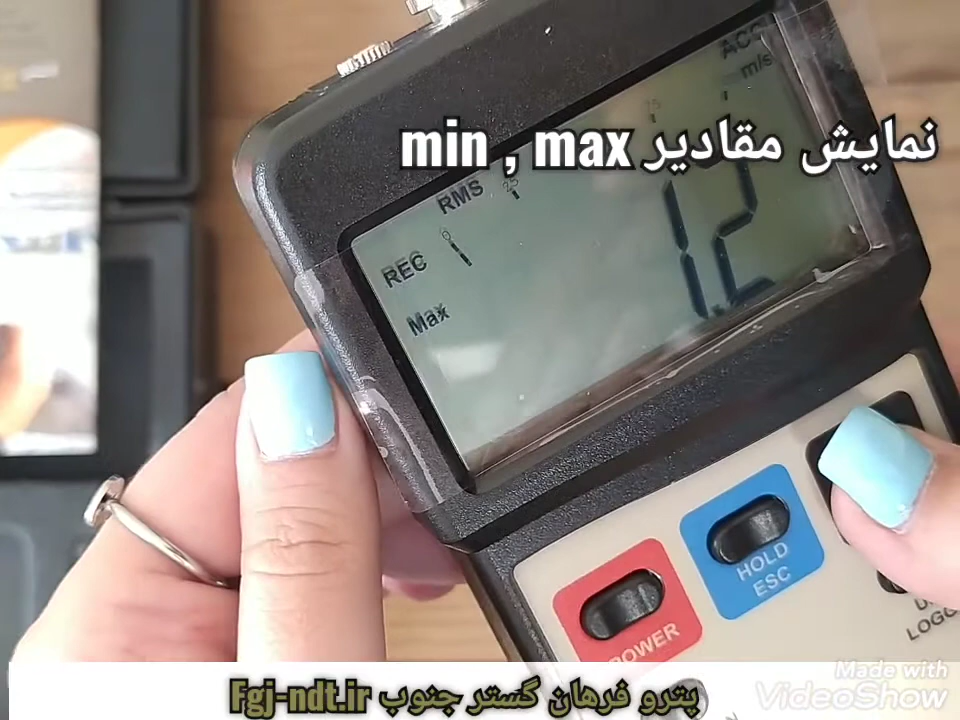 ACC
m/s
نمایش مقادیر min , max
RMS
REC
Max
1.2
HOLD
ESC
POWER
Made with
VideoShow
پترو فرهان گستر جنوب Fgj-ndt.ir